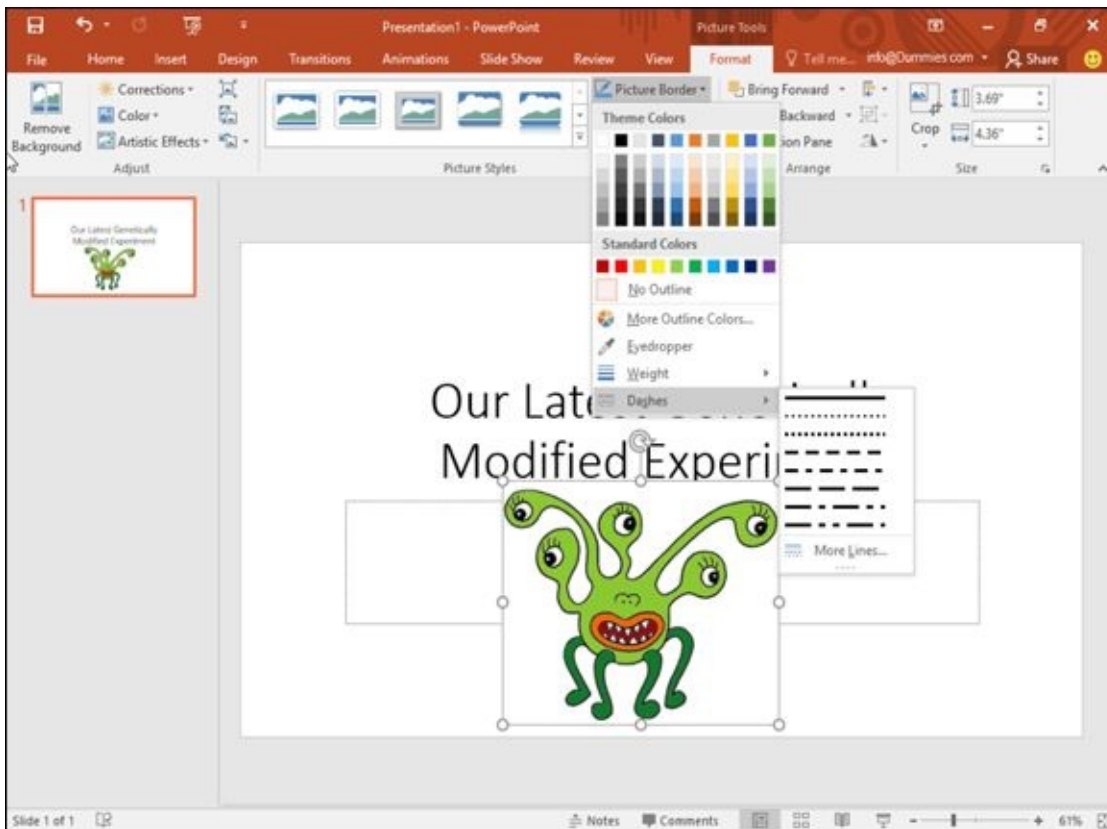 Presentation1 - PowerPoint
Picture Tools
File Home Insert Design Transitions Animations Slide Show Review View Format Tell me... info@Dummies.com Share
Remove Background
Corrections
Color
Artistic Effects
Adjust
Picture Styles
Picture Border
Bring Forward
Backward
ion Pane
Arrange
Crop
3.69"
4.36"
Size
Theme Colors
Standard Colors
No Outline
More Outline Colors...
Eyedropper
Weight
Dashes
More Lines...
1
Our Latest Genetically
Modified Experiment
Our Late
Modified Experi
Slide 1 of 1
Notes Comments 61%